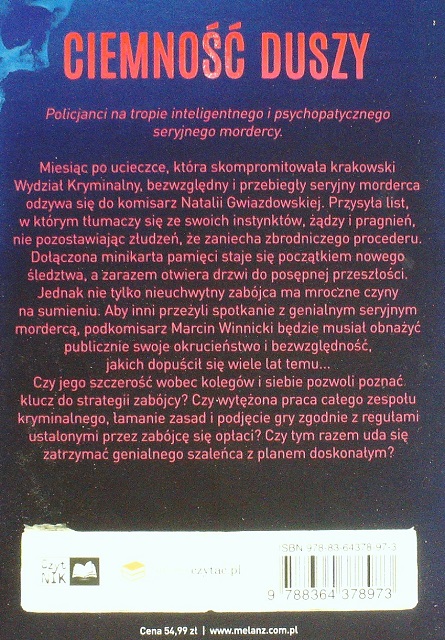 CIEMNOŚĆ DUSZY
Policjanci na tropie inteligentnego i psychopatycznego
seryjnego mordercy.
Miesiąc po ucieczce, która skompromitowała krakowski
Wydział Kryminalny, bezwzględny i przebiegły seryjny morderca
odzywa się do komisarz Natalii Gwiazdowskiej. Przysyła list,
w którym tłumaczy się ze swoich instynktów, żądzy i pragnień,
nie pozostawiając złudzeń, że zaniecha zbrodniczego procederu.
Dołączona minikarta pamięci staje się początkiem nowego
śledztwa, a zarazem otwiera drzwi do posępnej przeszłości.
Jednak nie tylko nieuchwytny zabójca ma mroczne czyny
na sumieniu. Aby inni przeżyli spotkanie z genialnym seryjnym
mordercą, podkomisarz Marcin Winnicki będzie musiał obnażyć
publicznie swoje okrucieństwo i bezwzględność,
jakich dopuścił się wiele lat temu...
Czy jego szczerość wobec kolegów i siebie pozwoli poznać
klucz do strategii zabójcy? Czy wytężona praca całego zespołu
kryminalnego, łamanie zasad i podjęcie gry zgodnie z regułami
ustalonymi przez zabójcę się opłaci? Czy tym razem uda się
zatrzymać genialnego szaleńca z planem doskonałym?
czyt
NIK
czytac.pl
ISBN 978-83-64378-97-3
9 788364 378973
Cena 54,99 zł | www.melanz.com.pl